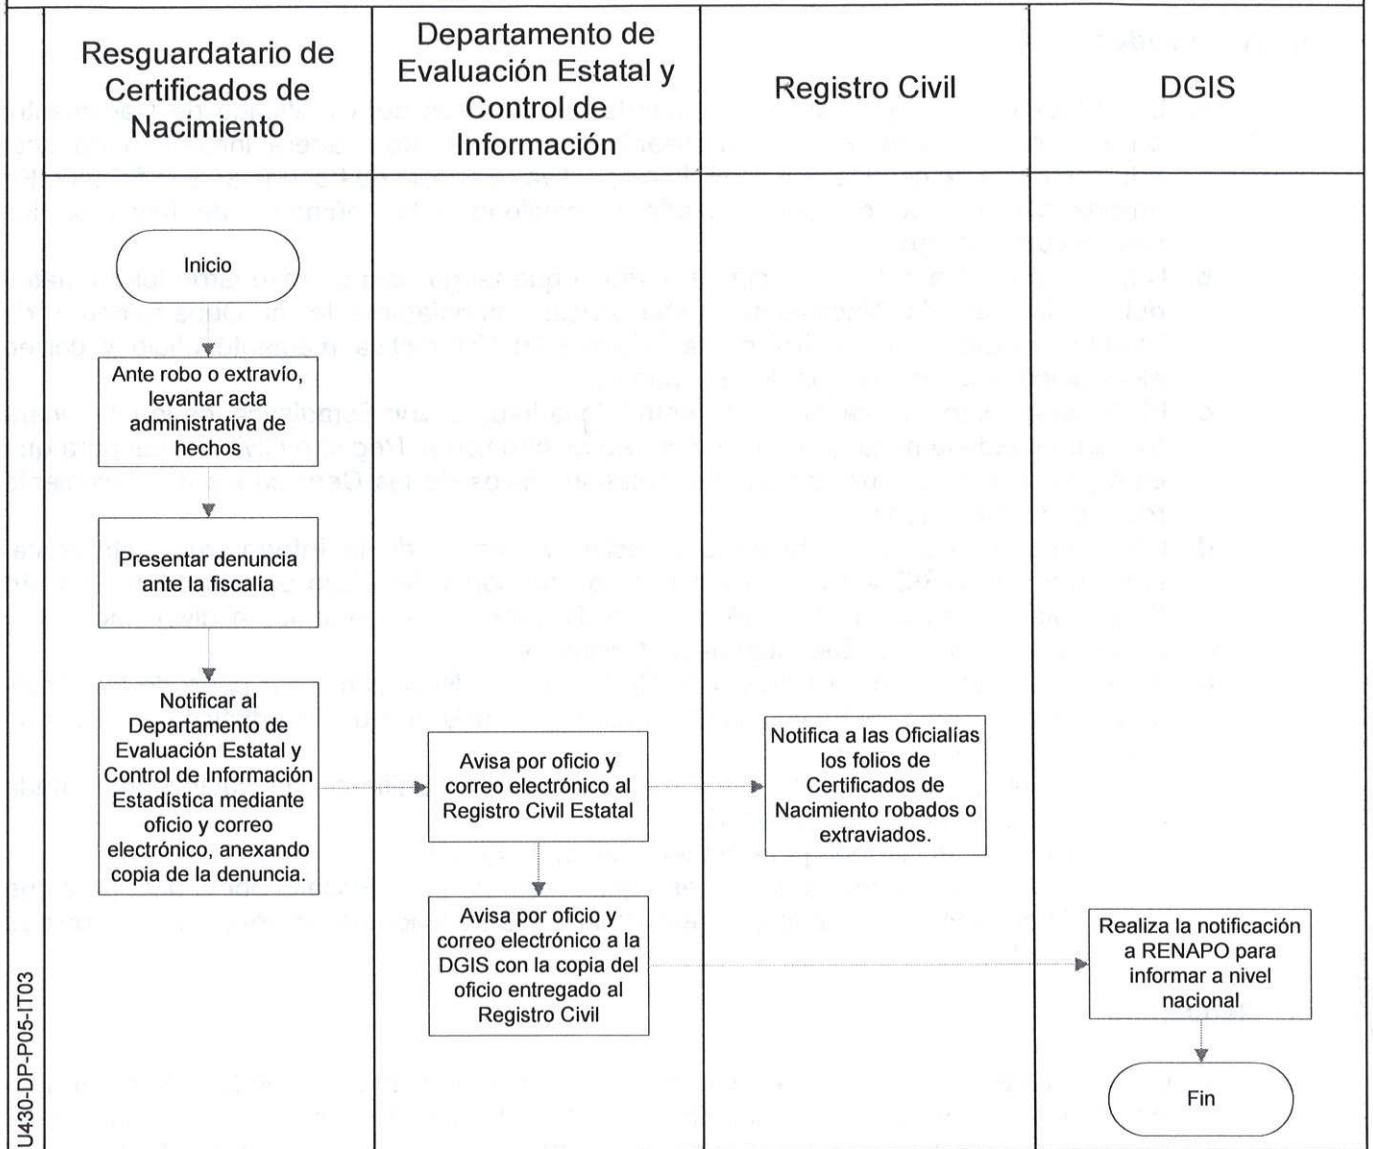 Resguardatario de
Certificados de
Nacimiento
Departamento de
Evaluación Estatal y
Control de
Información
Registro Civil
DGIS
Inicio
Ante robo o extravío,
levantar acta
administrativa de
hechos
Presentar denuncia
ante la fiscalía
Notificar al
Departamento de
Evaluación Estatal y
Control de Información
Estadística mediante
oficio y correo
electrónico, anexando
copia de la denuncia.
Avisa por oficio y
correo electrónico al
Registro Civil Estatal
Notifica a las Oficialías
los folios de
Certificados de
Nacimiento robados o
extraviados.
Avisa por oficio y
correo electrónico a la
DGIS con la copia del
oficio entregado al
Registro Civil
Realiza la notificación
a RENAPO para
informar a nivel
nacional
Fin
U430-DP-P05-IT03